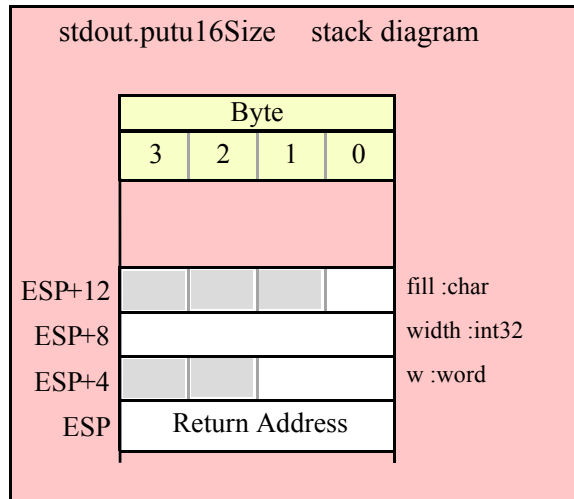 stdout.putu16Size stack diagram
Byte
3 2 1 0
ESP+12 fill :char
ESP+8 width :int32
ESP+4 w :word
ESP Return Address